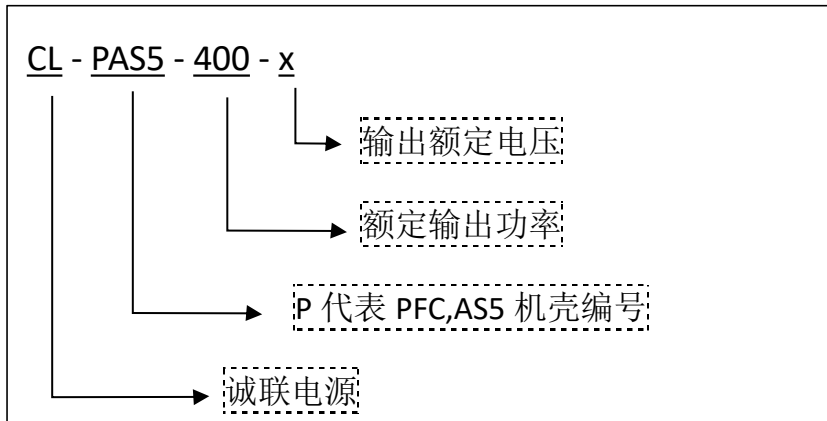 CL - PAS5 - 400 - x
输出额定电压
额定输出功率
P 代表 PFC,AS5 机壳编号
诚联电源